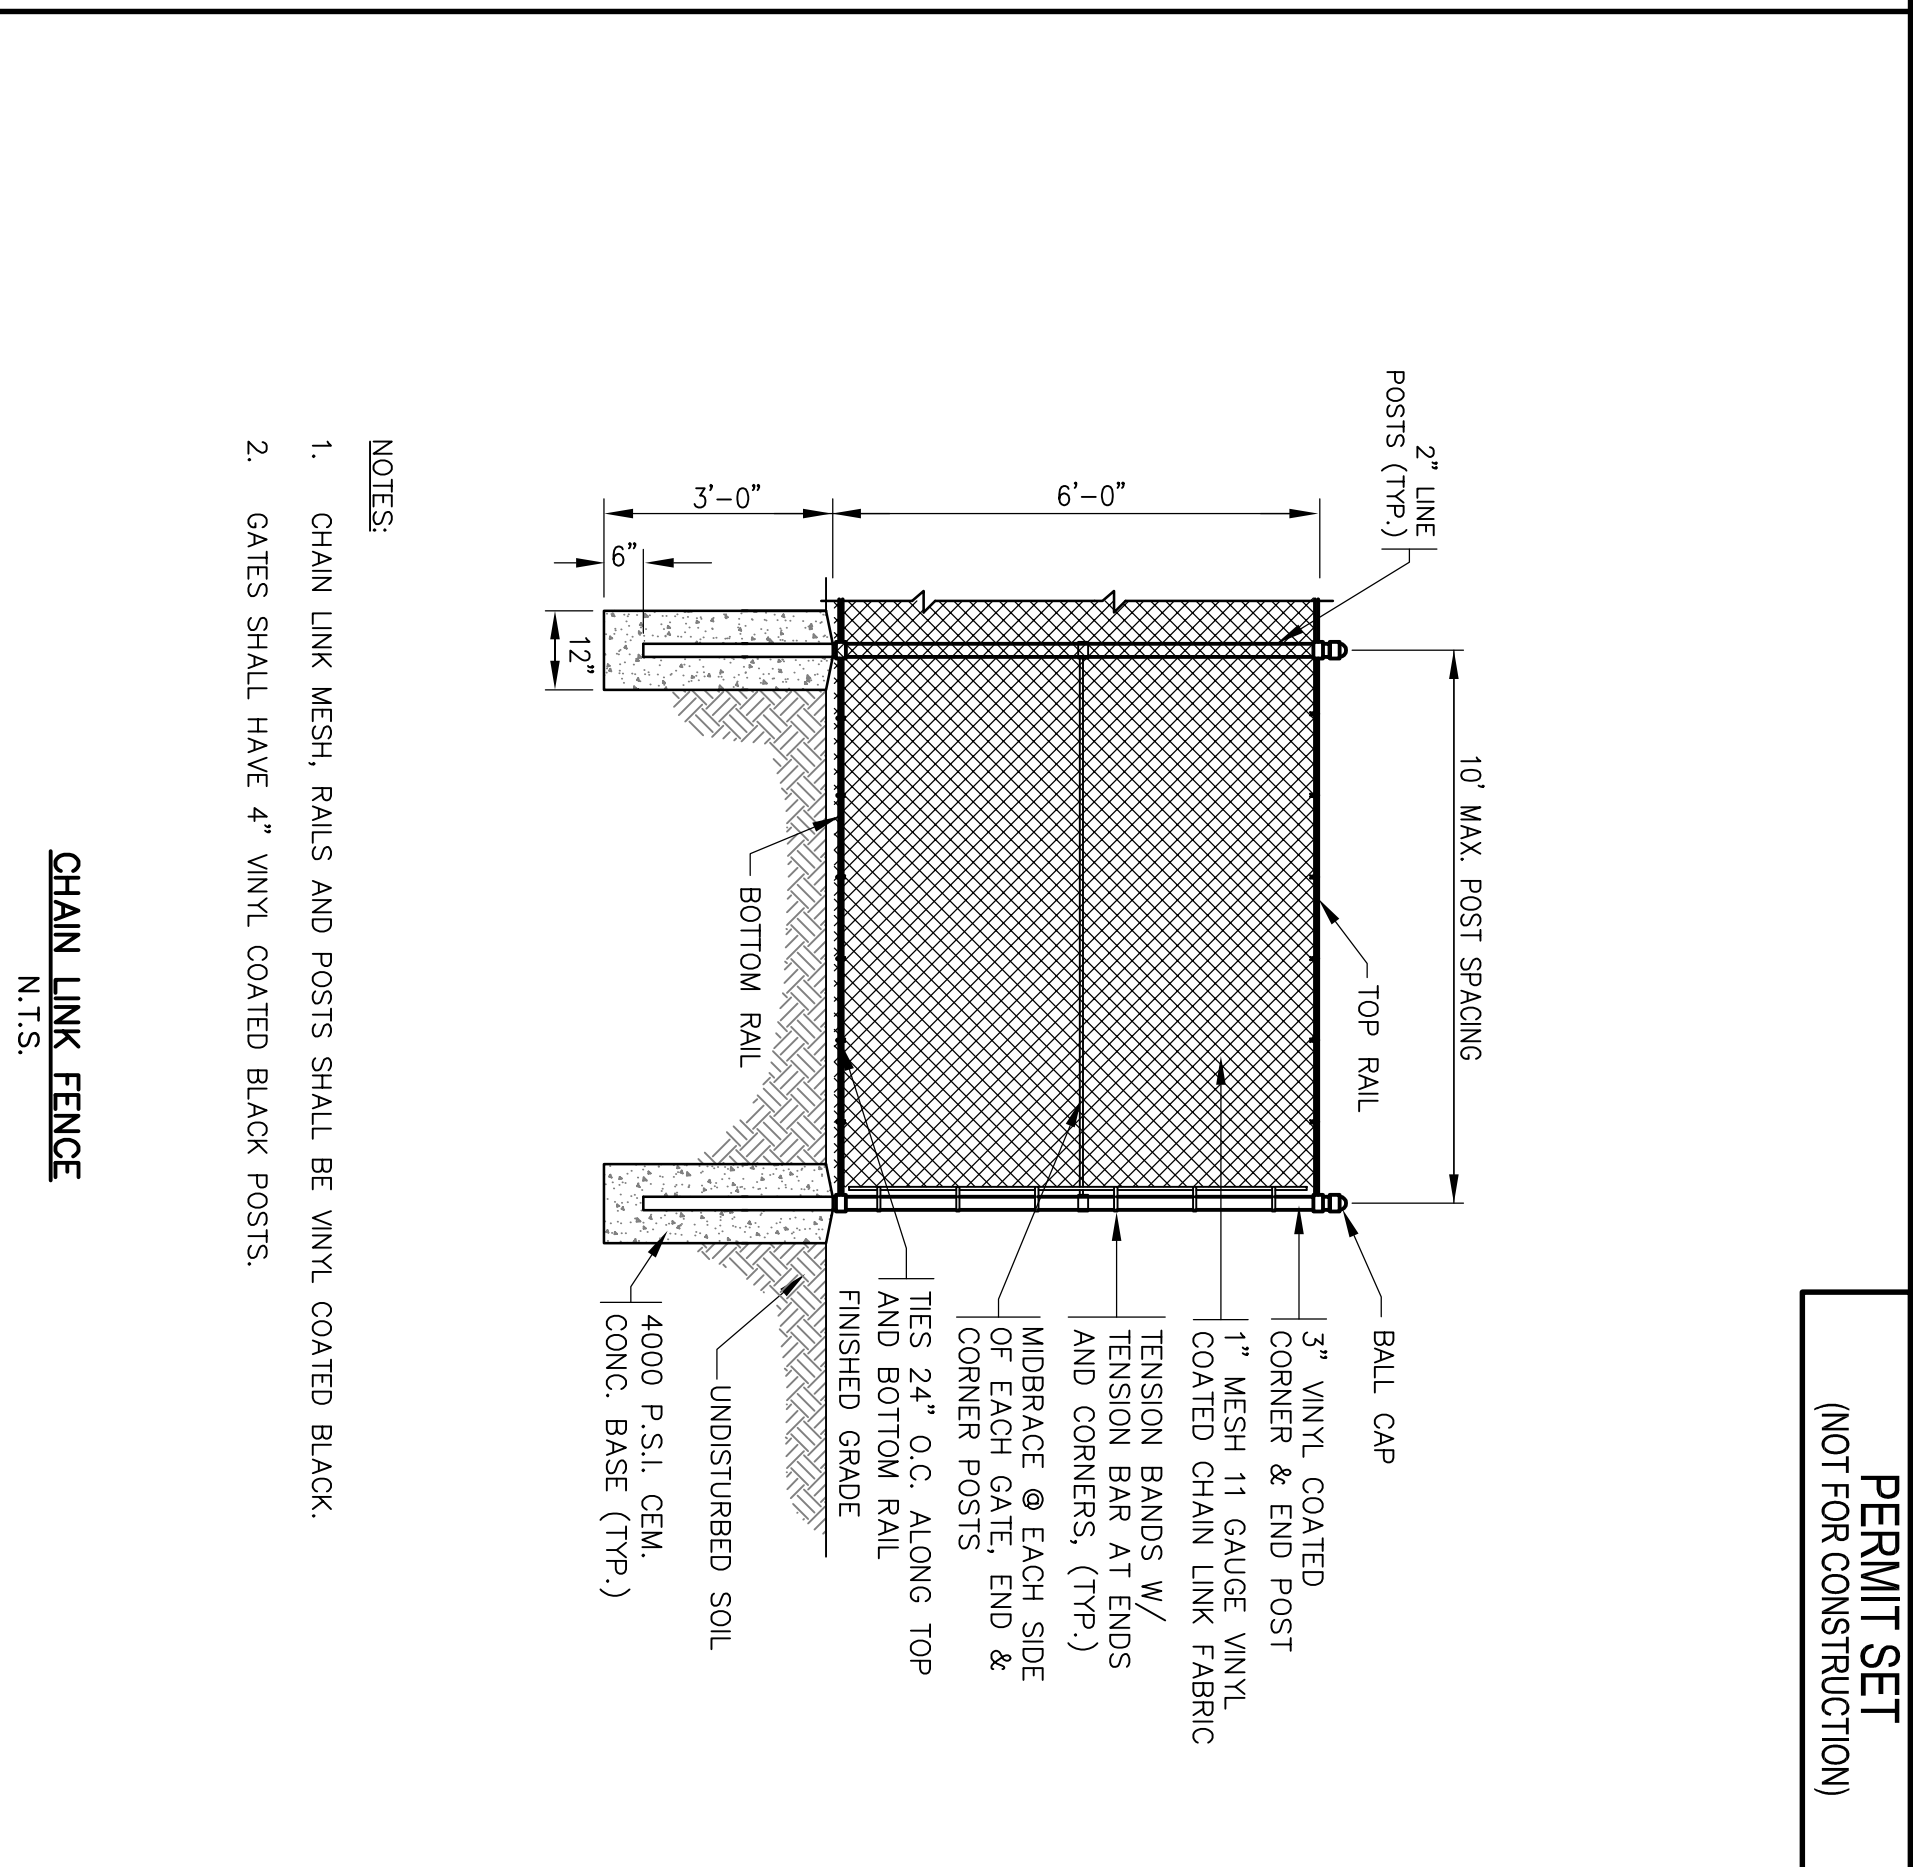 PERMIT SET
(NOT FOR CONSTRUCTION)
10' MAX. POST SPACING
2" LINE
POSTS (TYP.)
TOP RAIL
BALL CAP
3" VINYL COATED
CORNER & END POST
1" MESH 11 GAUGE VINYL
COATED CHAIN LINK FABRIC
6'-0"
TENSION BANDS W/
TENSION BAR AT ENDS
AND CORNERS, (TYP.)
MIDBRACE @ EACH SIDE
OF EACH GATE, END &
CORNER POSTS
TIES 24" O.C. ALONG TOP
AND BOTTOM RAIL
FINISHED GRADE
3'-0"
BOTTOM RAIL
UNDISTURBED SOIL
6"
4000 P.S.I. CEM.
CONC. BASE (TYP.)
12"
NOTES:
1. CHAIN LINK MESH, RAILS AND POSTS SHALL BE VINYL COATED BLACK.
2. GATES SHALL HAVE 4" VINYL COATED BLACK POSTS.
CHAIN LINK FENCE
N.T.S.